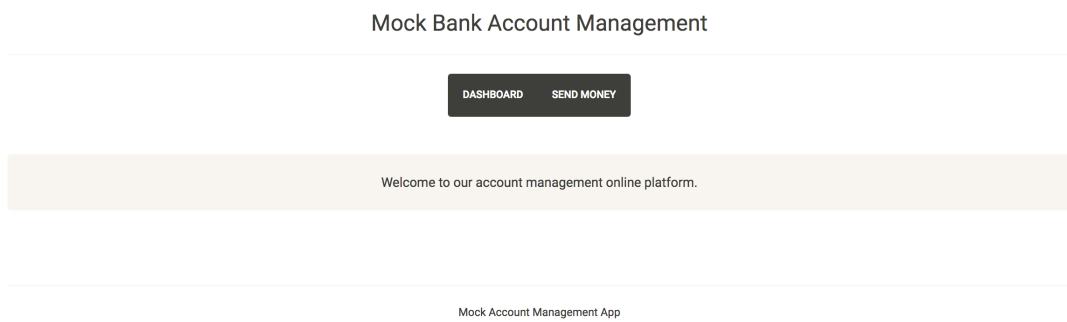 Mock Bank Account Management
DASHBOARD SEND MONEY
Welcome to our account management online platform.
Mock Account Management App